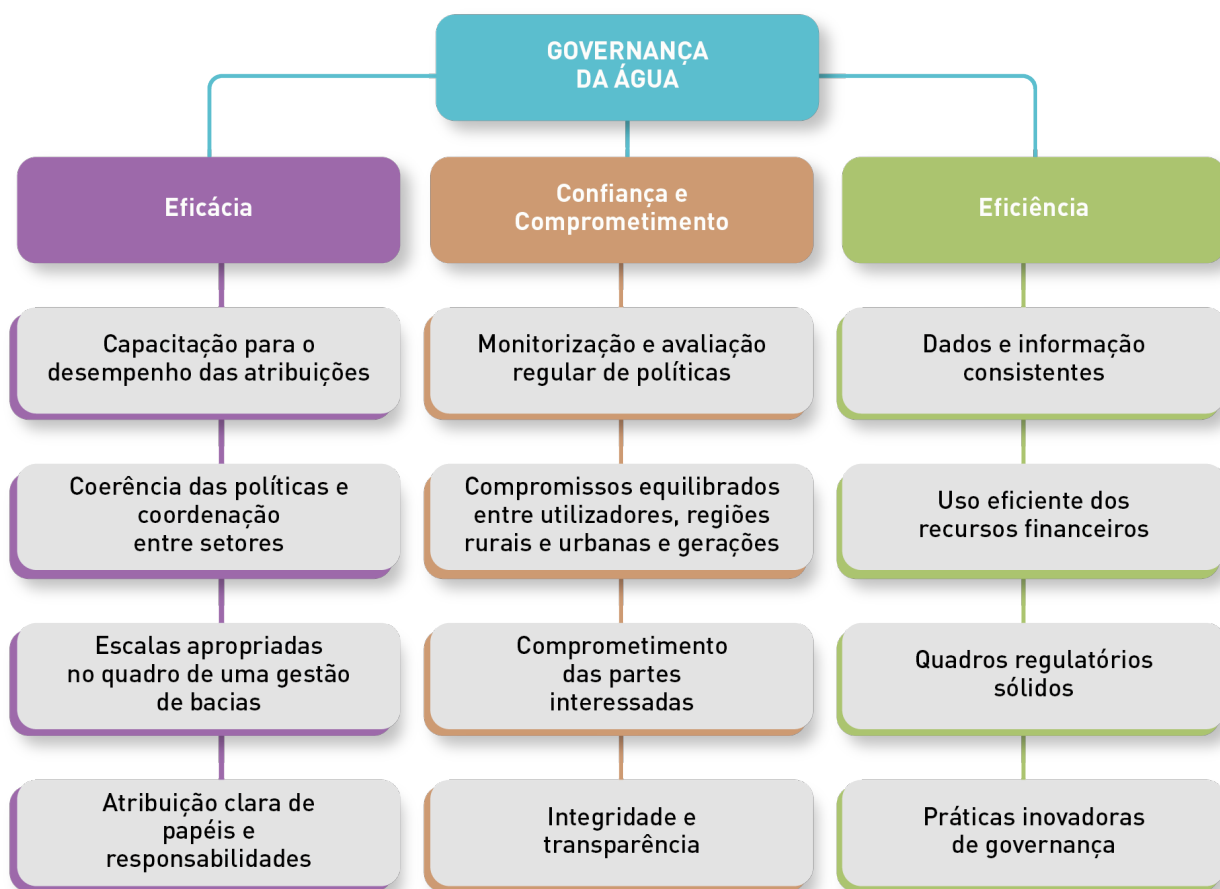 GOVERNANÇA
DA ÁGUA
Eficácia
Confiança e
Comprometimento
Eficiência
Capacitação para o
desempenho das atribuições
Monitorização e avaliação
regular de políticas
Dados e informação
consistentes
Coerência das políticas e
coordenação
entre setores
Compromissos equilibrados
entre utilizadores, regiões
rurais e urbanas e gerações
Uso eficiente dos
recursos financeiros
Escalas apropriadas
no quadro de uma gestão
de bacias
Comprometimento
das partes
interessadas
Quadros regulatórios
sólidos
Atribuição clara de
papéis e
responsabilidades
Integridade e
transparência
Práticas inovadoras
de governança